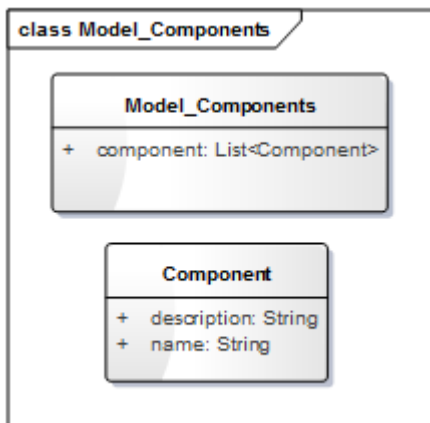 class Model_Components
Model_Components
+ component: List<Component>
Component
+ description: String
+ name: String